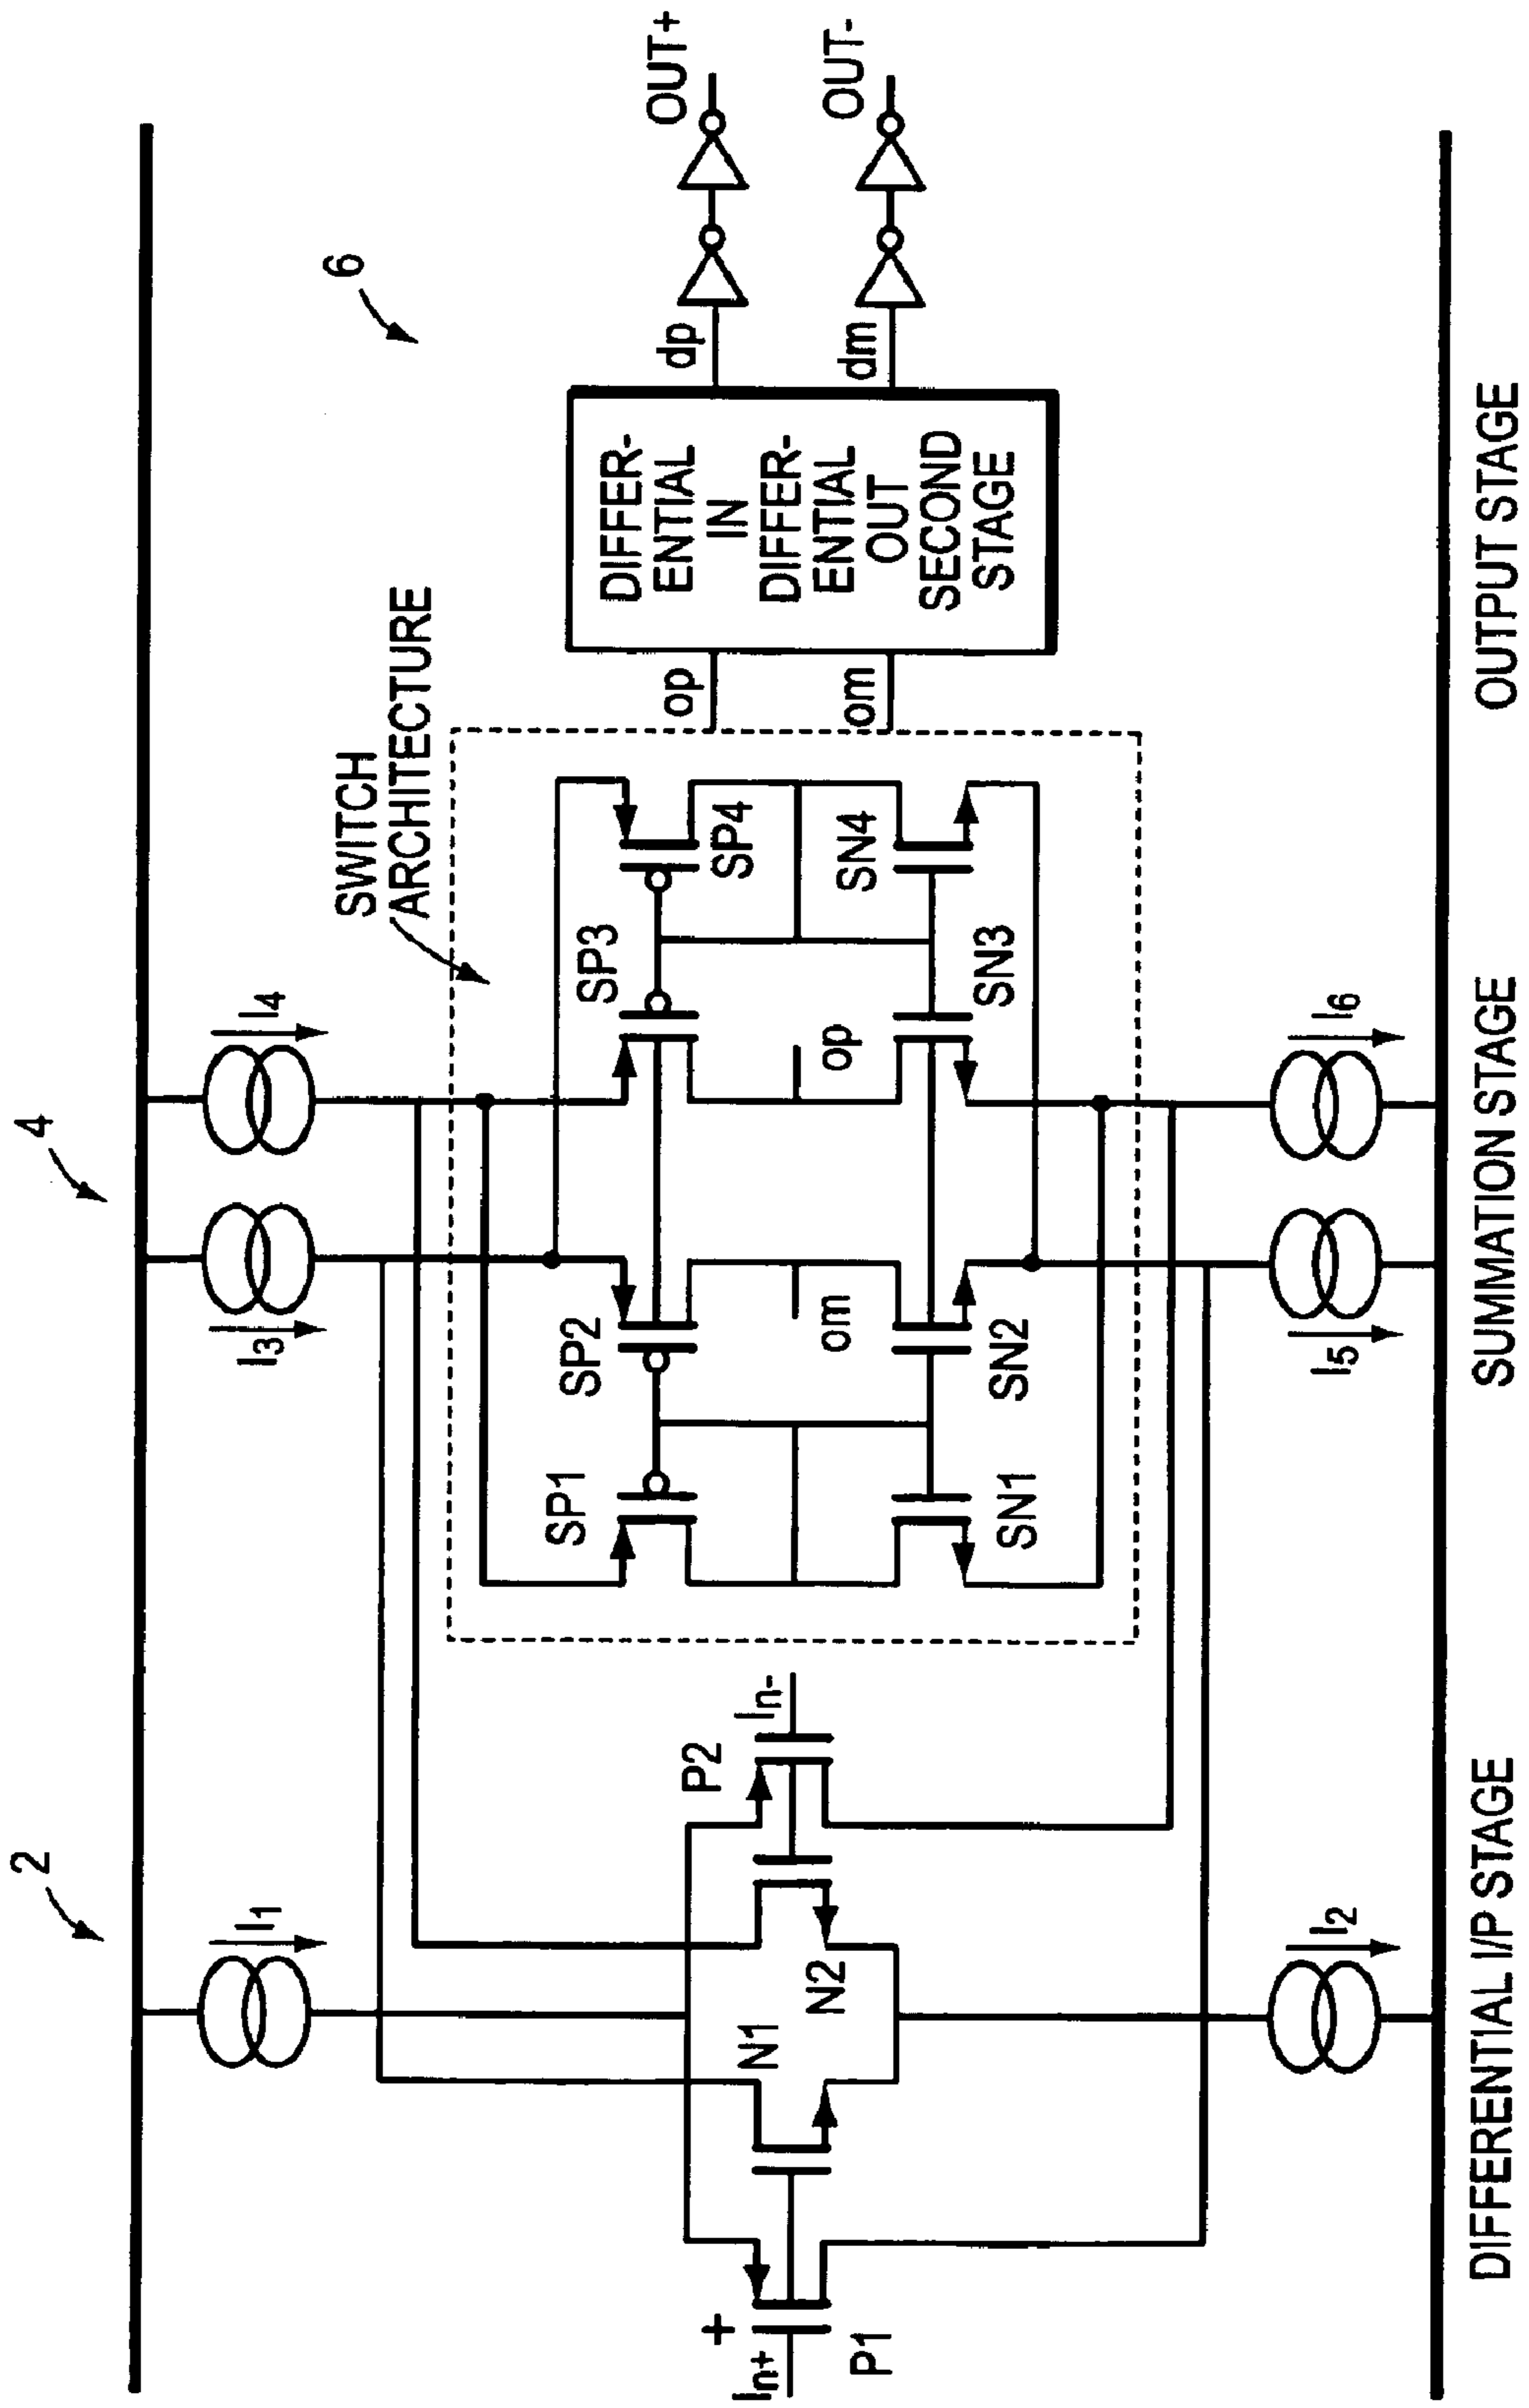 2
4
6
I1
I3
I4
SWITCH
ARCHITECTURE
OUT+
OUT-
SP1
SP2
SP3
SP4
op
om
DIFFER-
ENTIAL
IN
DIFFER-
ENTIAL
OUT
SECOND
STAGE
dp
dm
In+
+
P1
N1
N2
P2
In-
om
op
SN1
SN2
SN3
SN4
I2
I5
I6
DIFFERENTIAL I/P STAGE
SUMMATION STAGE
OUTPUT STAGE